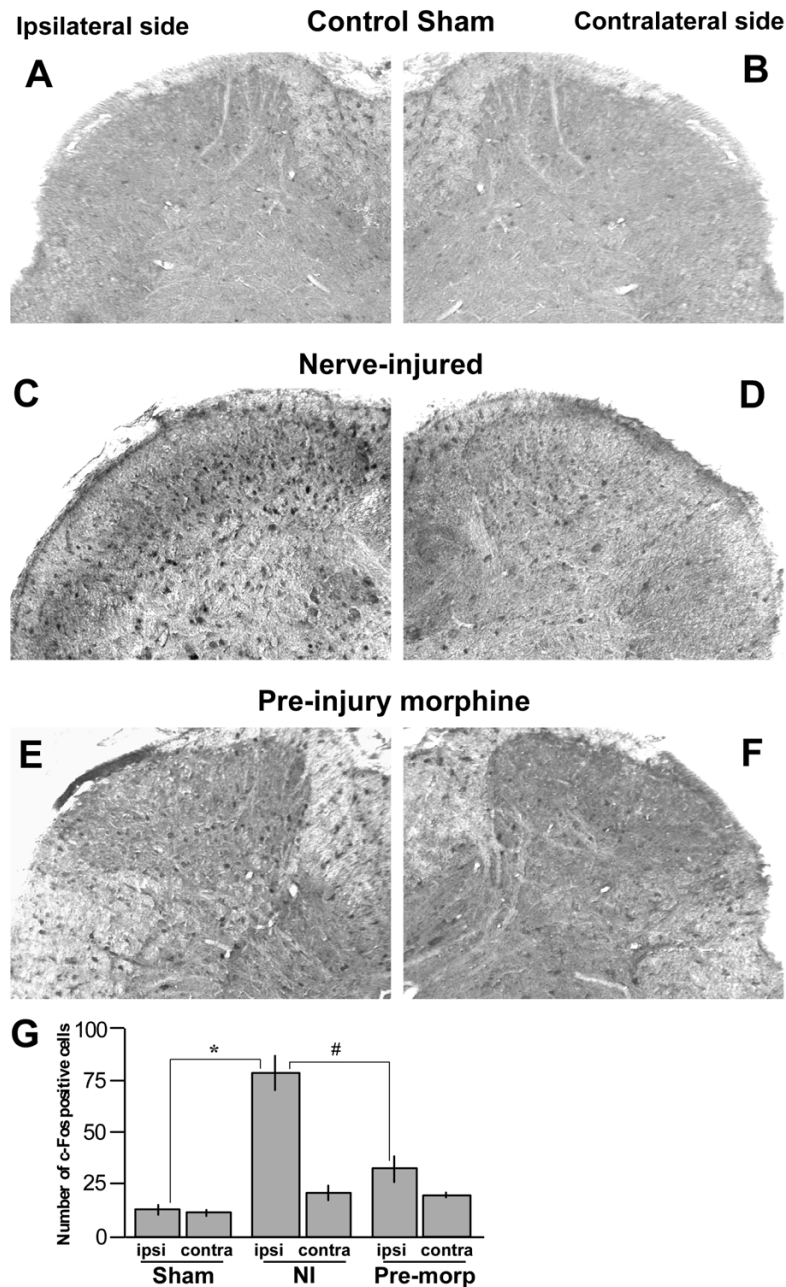 Ipsilateral side
Control Sham
Contralateral side
A
B
Nerve-injured
C
D
Pre-injury morphine
E
F
G
Number of c-Fos positive cells
100
75
50
25
0
*
#
ipsi contra ipsi contra ipsi contra
Sham NI Pre-morp